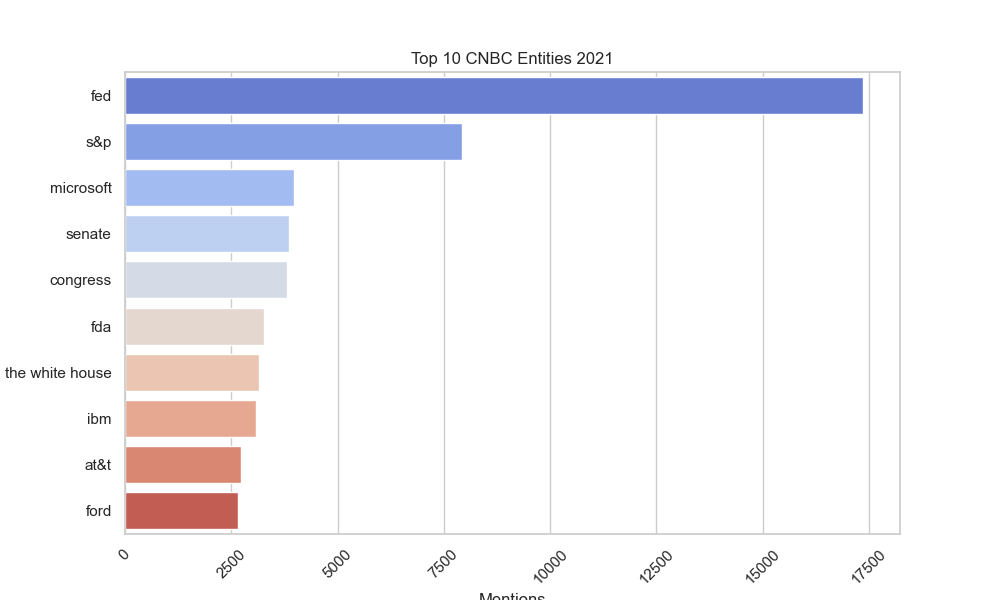 Top 10 CNBC Entities 2021
fed
s&p
microsoft
senate
congress
fda
the white house
ibm
at&t
ford
0 2500 5000 7500 10000 12500 15000 17500
Mentions